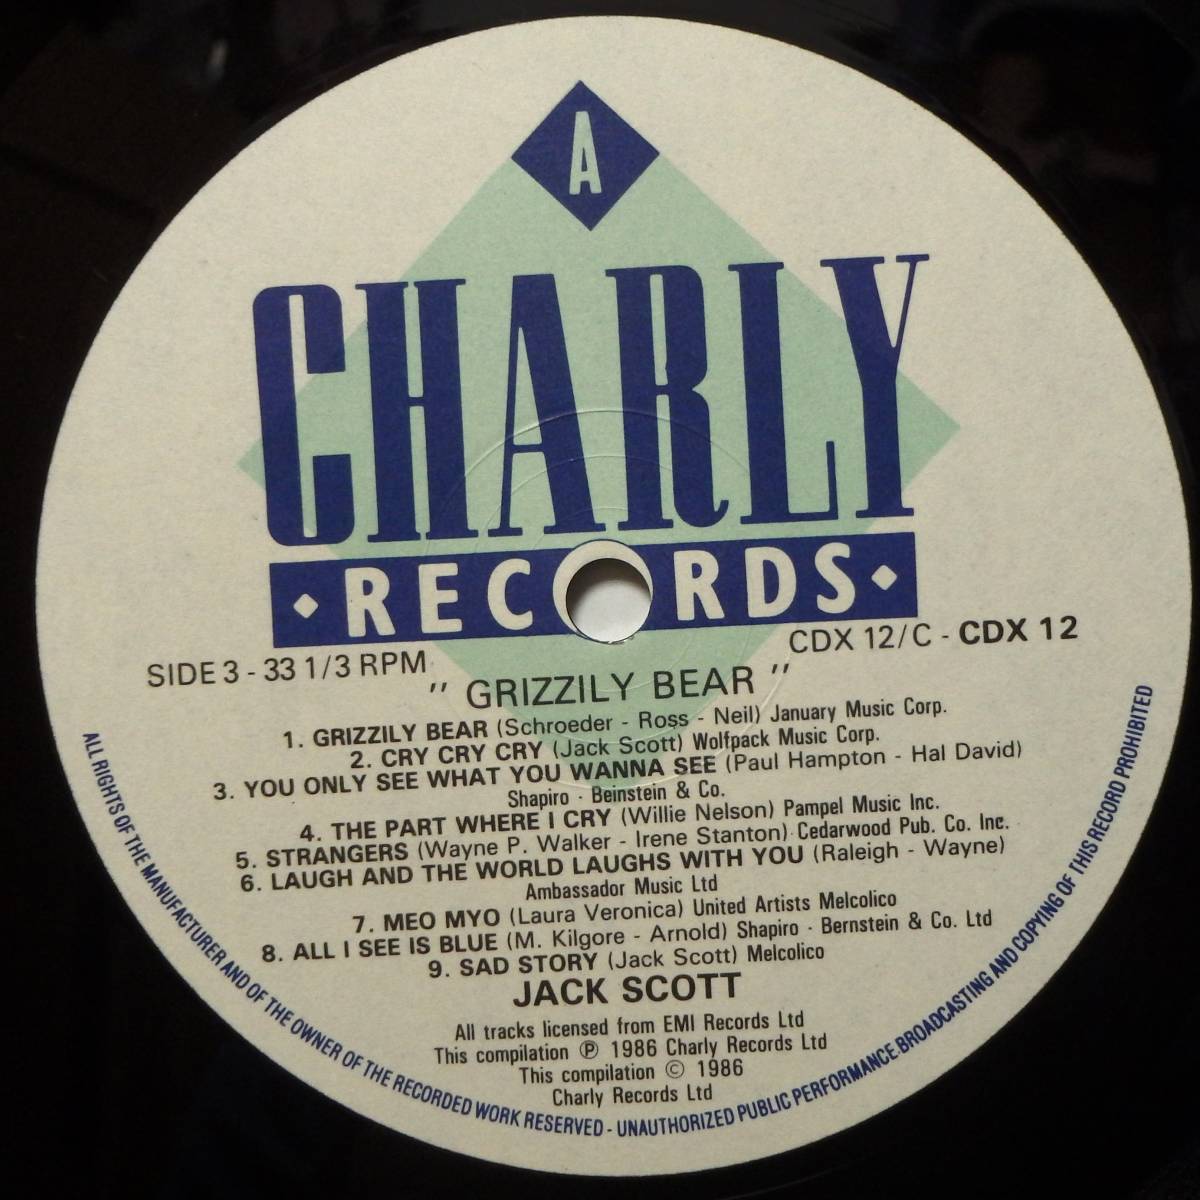 A
CHARLY
RECORDS
SIDE 3 - 33 1/3 RPM
CDX 12/C - CDX 12
" GRIZZILY BEAR "
1. GRIZZILY BEAR (Schroeder - Ross - Neil) January Music Corp.
2. CRY CRY CRY (Jack Scott) Wolfpack Music Corp.
3. YOU ONLY SEE WHAT YOU WANNA SEE (Paul Hampton - Hal David)
Shapiro · Beinstein & Co.
4. THE PART WHERE I CRY (Willie Nelson) Pampel Music Inc.
5. STRANGERS (Wayne P. Walker - Irene Stanton) Cedarwood Pub. Co. Inc.
6. LAUGH AND THE WORLD LAUGHS WITH YOU (Raleigh - Wayne)
Ambassador Music Ltd
7. MEO MYO (Laura Veronica) United Artists Melcolico
8. ALL I SEE IS BLUE (M. Kilgore - Arnold) Shapiro · Bernstein & Co. Ltd
9. SAD STORY (Jack Scott) Melcolico
JACK SCOTT
All tracks licensed from EMI Records Ltd
This compilation ℗ 1986 Charly Records Ltd
This compilation © 1986
Charly Records Ltd
ALL RIGHTS OF THE MANUFACTURER AND OF THE OWNER OF THE RECORDED WORK RESERVED - UNAUTHORIZED PUBLIC PERFORMANCE.BROADCASTING AND COPYING OF THIS RECORD PROHIBITED